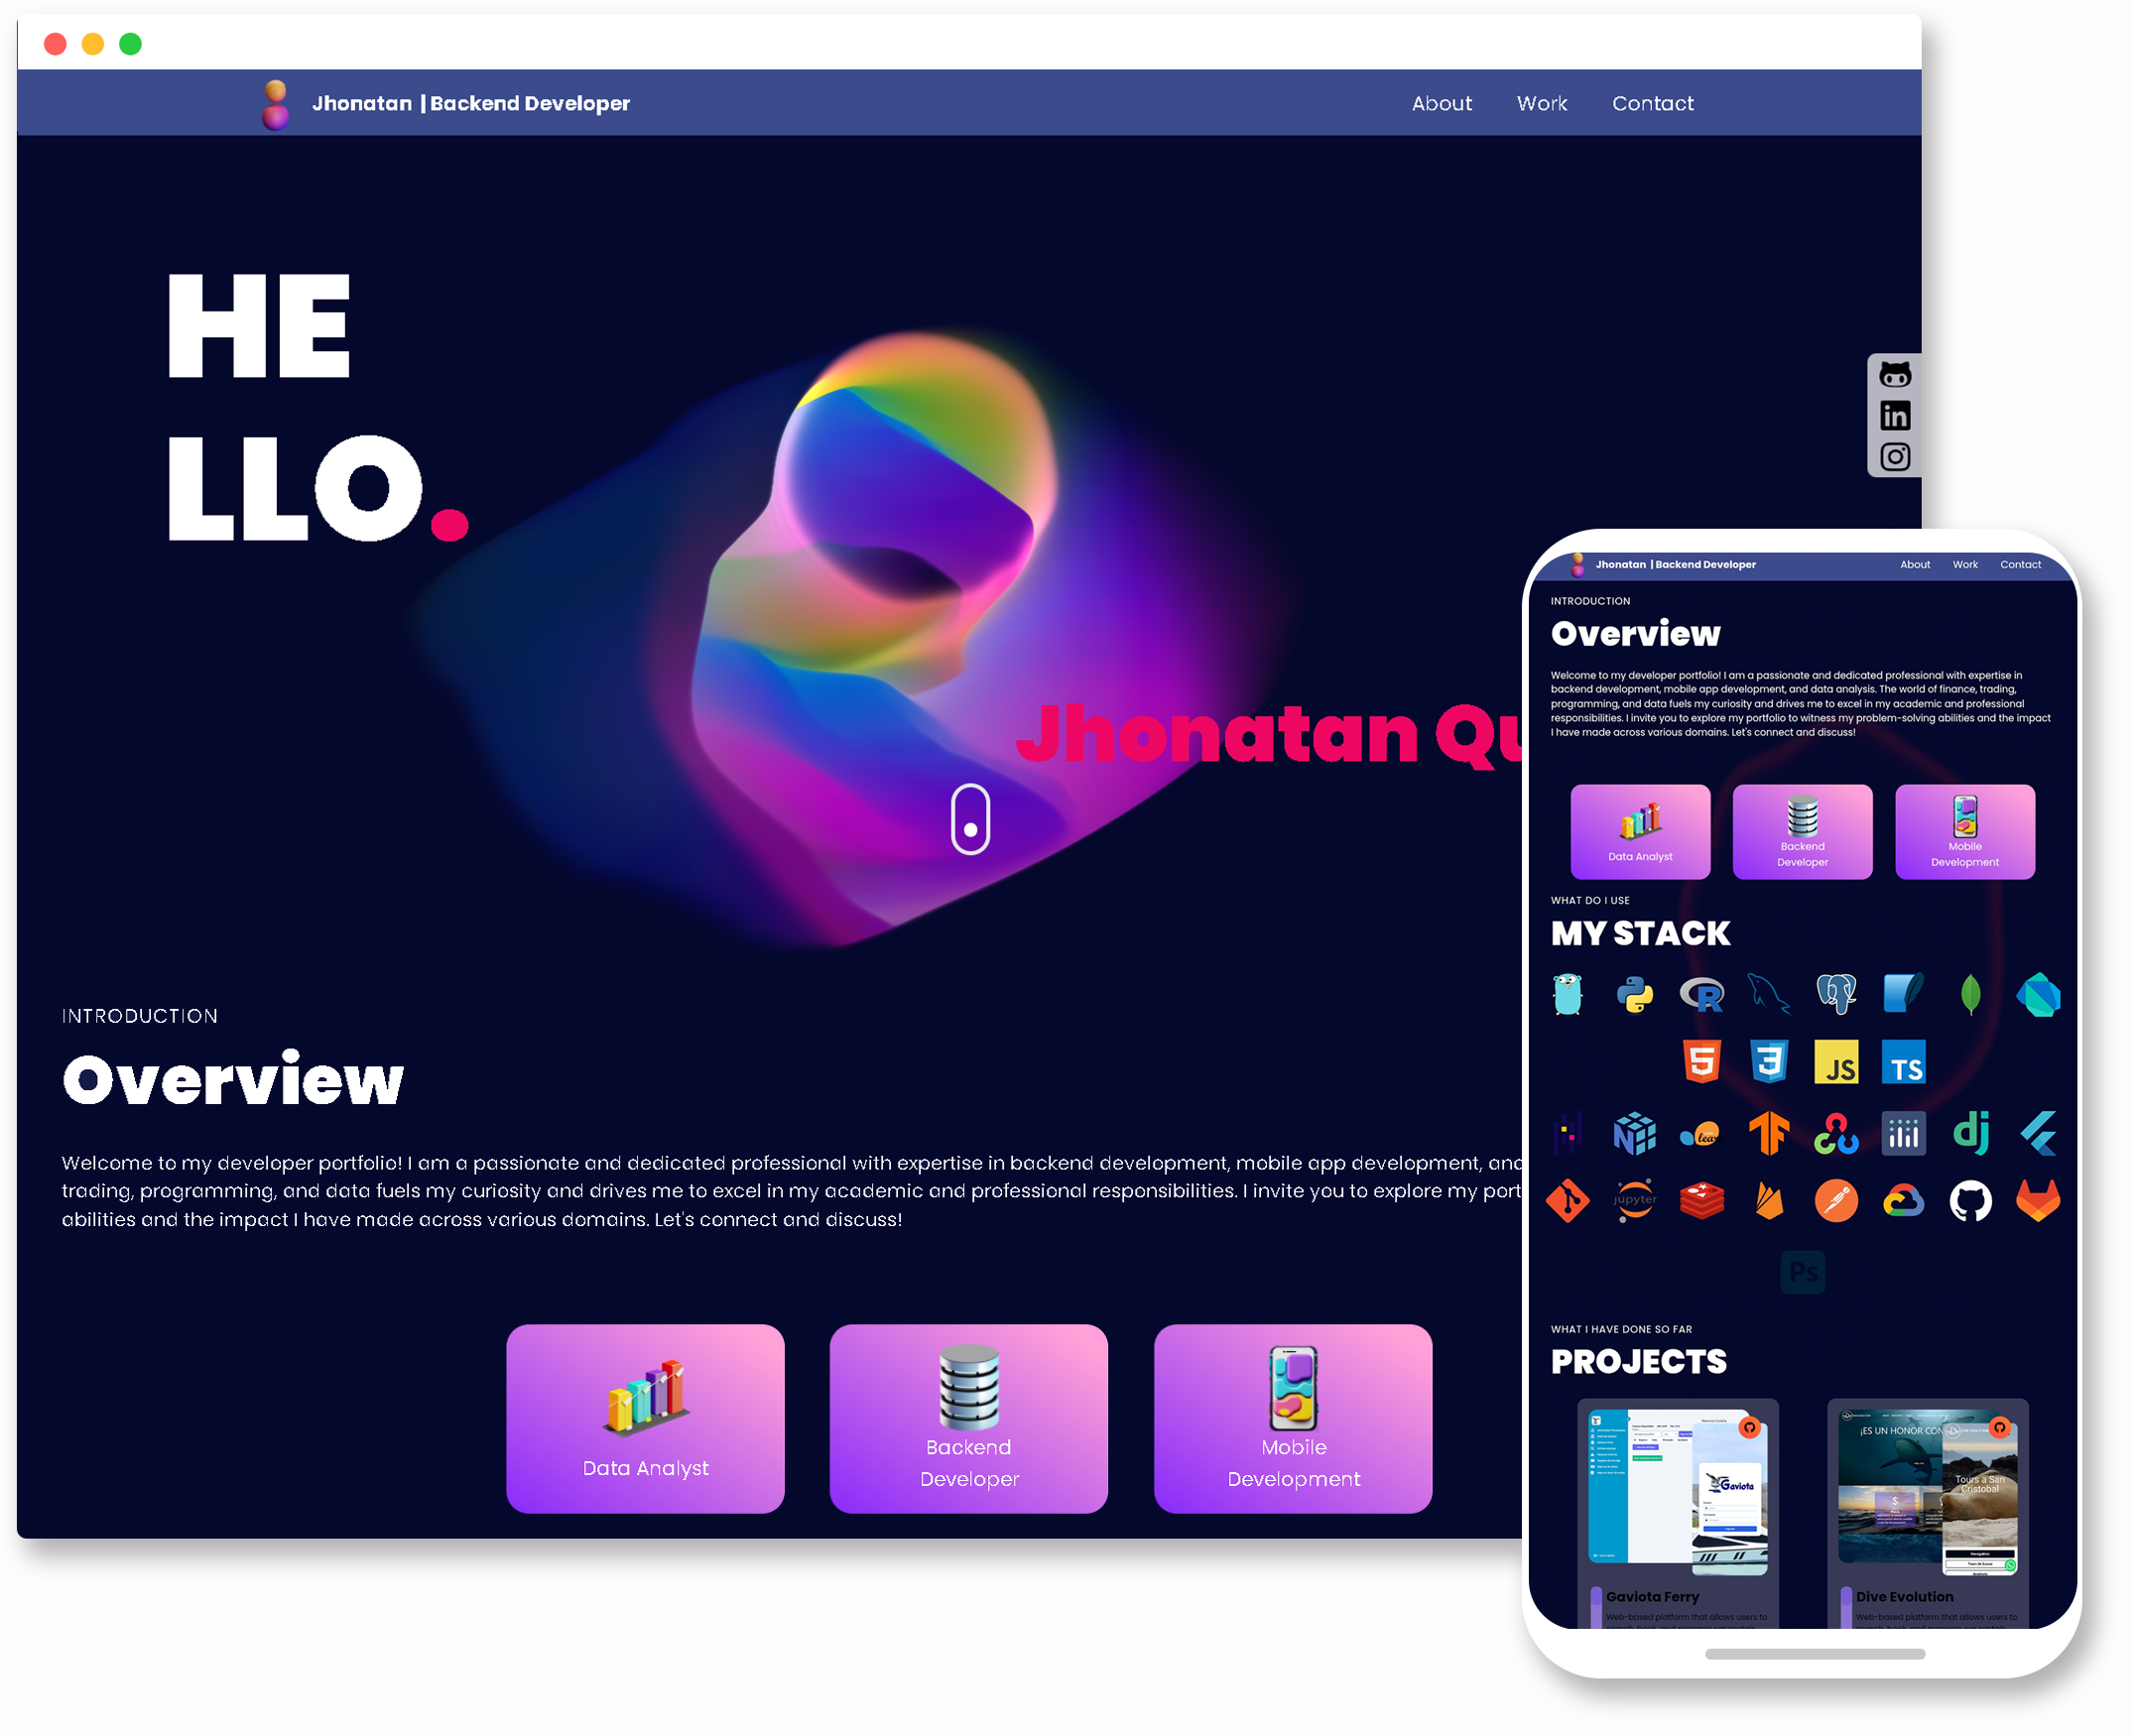 Jhonatan | Backend Developer
About Work Contact
HE
LLO.
Jhonatan Qu
INTRODUCTION
Overview
Welcome to my developer portfolio! I am a passionate and dedicated professional with expertise in backend development, mobile app development, and
trading, programming, and data fuels my curiosity and drives me to excel in my academic and professional responsibilities. I invite you to explore my port
abilities and the impact I have made across various domains. Let's connect and discuss!
Data Analyst
Backend
Developer
Mobile
Development
Jhonatan | Backend Developer
About Work Contact
INTRODUCTION
Overview
Welcome to my developer portfolio! I am a passionate and dedicated professional with expertise in
backend development, mobile app development, and data analysis. The world of finance, trading,
programming, and data fuels my curiosity and drives me to excel in my academic and professional
responsibilities. I invite you to explore my portfolio to witness my problem-solving abilities and the impact
I have made across various domains. Let's connect and discuss!
Data Analyst
Backend
Developer
Mobile
Development
WHAT DO I USE
MY STACK
R
5 3 JS TS
N learn dj
jupyter
Ps
WHAT I HAVE DONE SO FAR
PROJECTS
Gaviota
¡ES UN HONOR CON
Tours a San
Cristobal
Gaviota Ferry
Web-based platform that allows users to
Dive Evolution
Web-based platform that allows users to